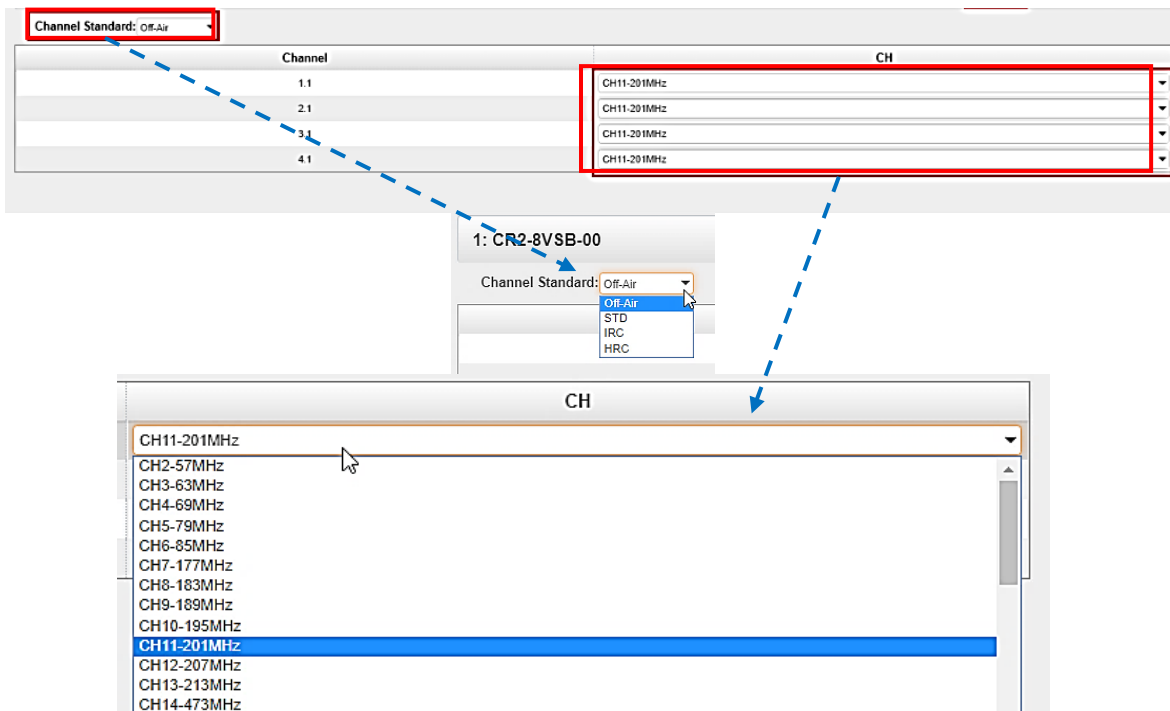 Channel Standard: Off-Air
Channel CH
1.1 CH11-201MHz
2.1 CH11-201MHz
3.1 CH11-201MHz
4.1 CH11-201MHz
1: CR2-8VSB-00
Channel Standard: Off-Air
Off-Air
STD
IRC
HRC
CH
CH11-201MHz
CH2-57MHz
CH3-63MHz
CH4-69MHz
CH5-79MHz
CH6-85MHz
CH7-177MHz
CH8-183MHz
CH9-189MHz
CH10-195MHz
CH11-201MHz
CH12-207MHz
CH13-213MHz
CH14-473MHz